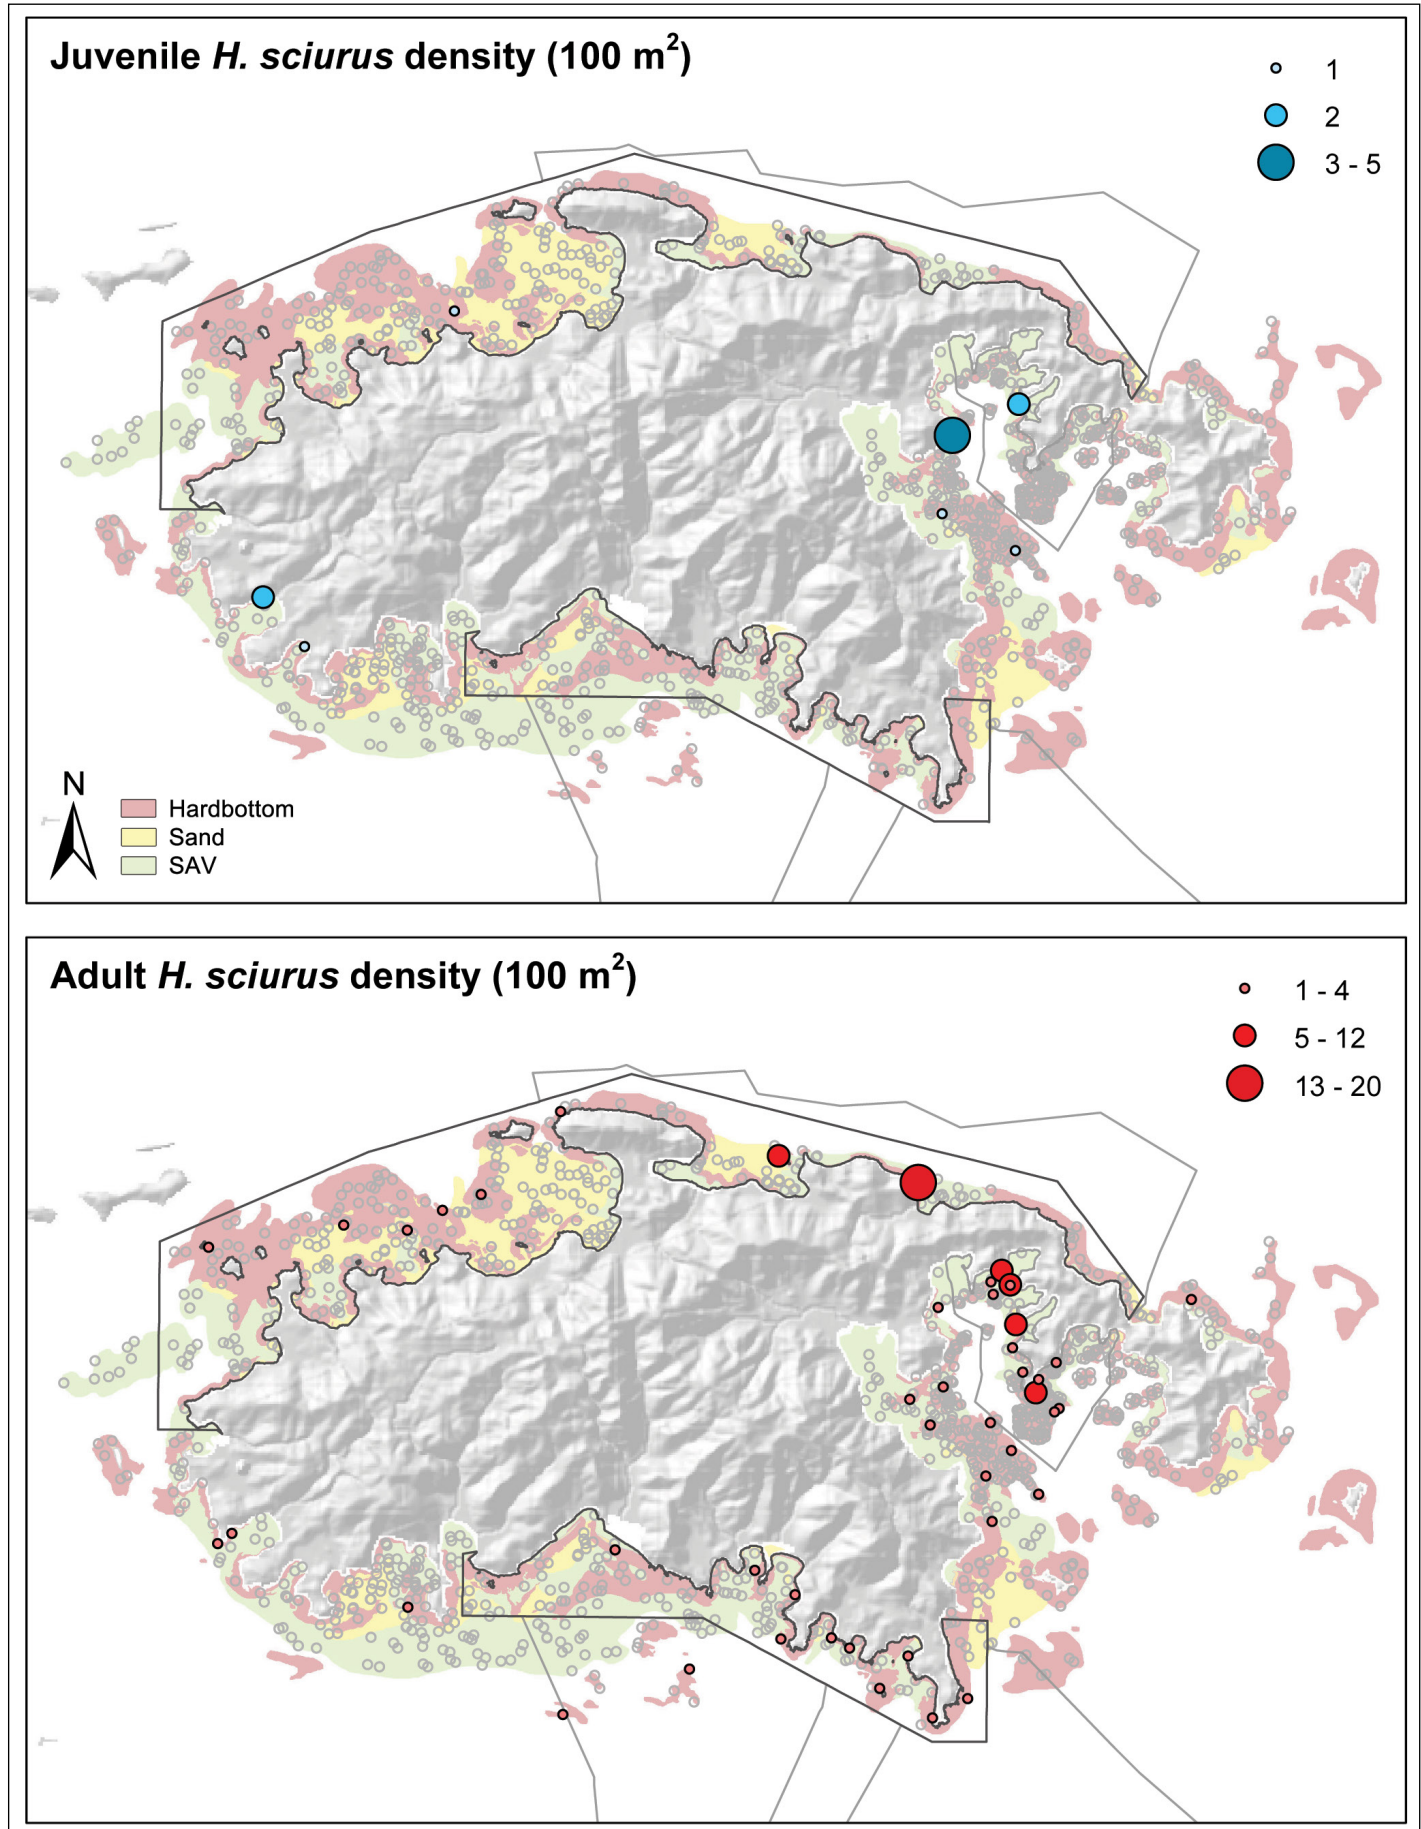 Juvenile H. sciurus density (100 m²)
1
2
3 - 5
N
Hardbottom
Sand
SAV
Adult H. sciurus density (100 m²)
1 - 4
5 - 12
13 - 20